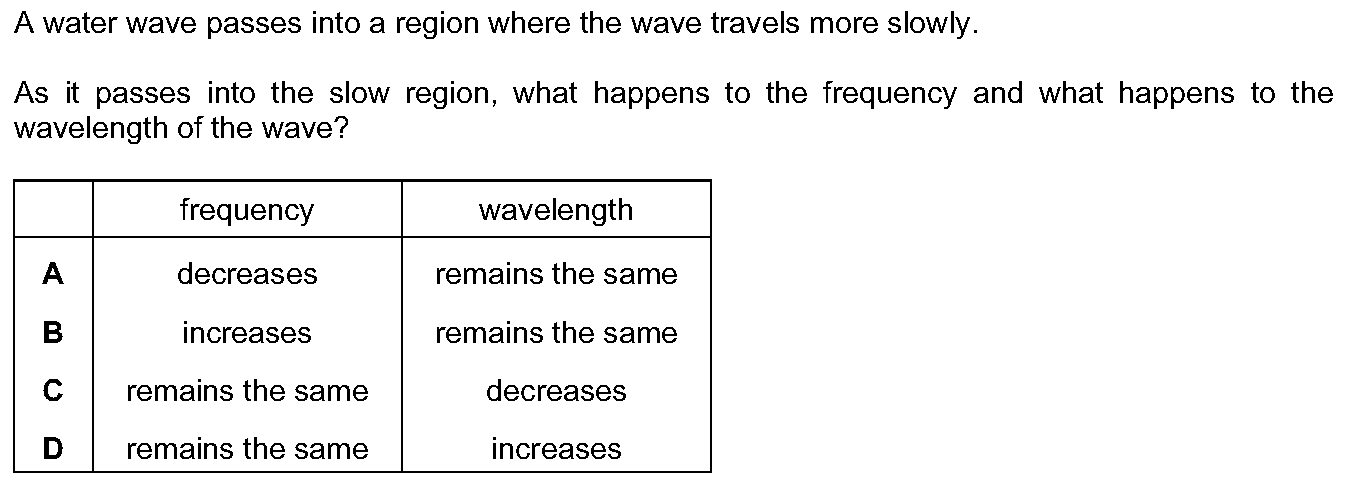 A water wave passes into a region where the wave travels more slowly.
As it passes into the slow region, what happens to the frequency and what happens to the
wavelength of the wave?
frequency wavelength
A decreases remains the same
B increases remains the same
C remains the same decreases
D remains the same increases